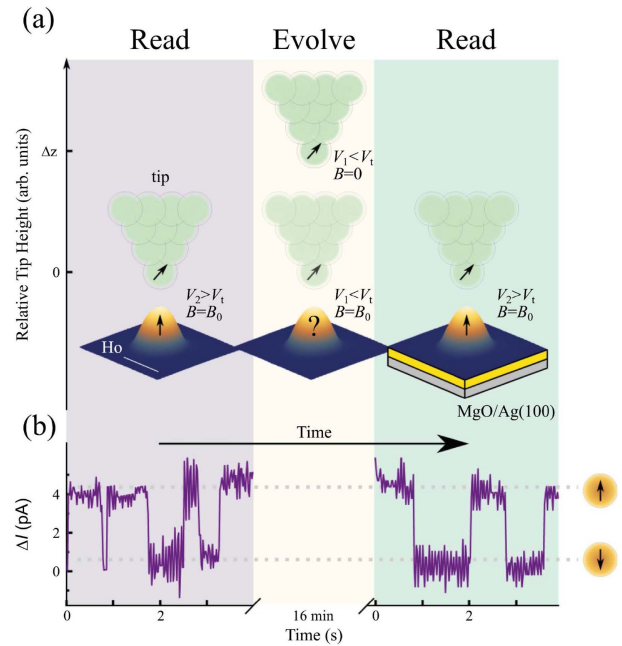 (a)
Read Evolve Read
Relative Tip Height (arb. units)
Δz
0
tip
V₁<Vₜ
B=0
V₂>Vₜ
B=B₀
V₁<Vₜ
B=B₀
V₂>Vₜ
B=B₀
Ho
?
MgO/Ag(100)
(b)
Time
ΔI (pA)
4
2
0
0 2 16 min 0 2
Time (s)